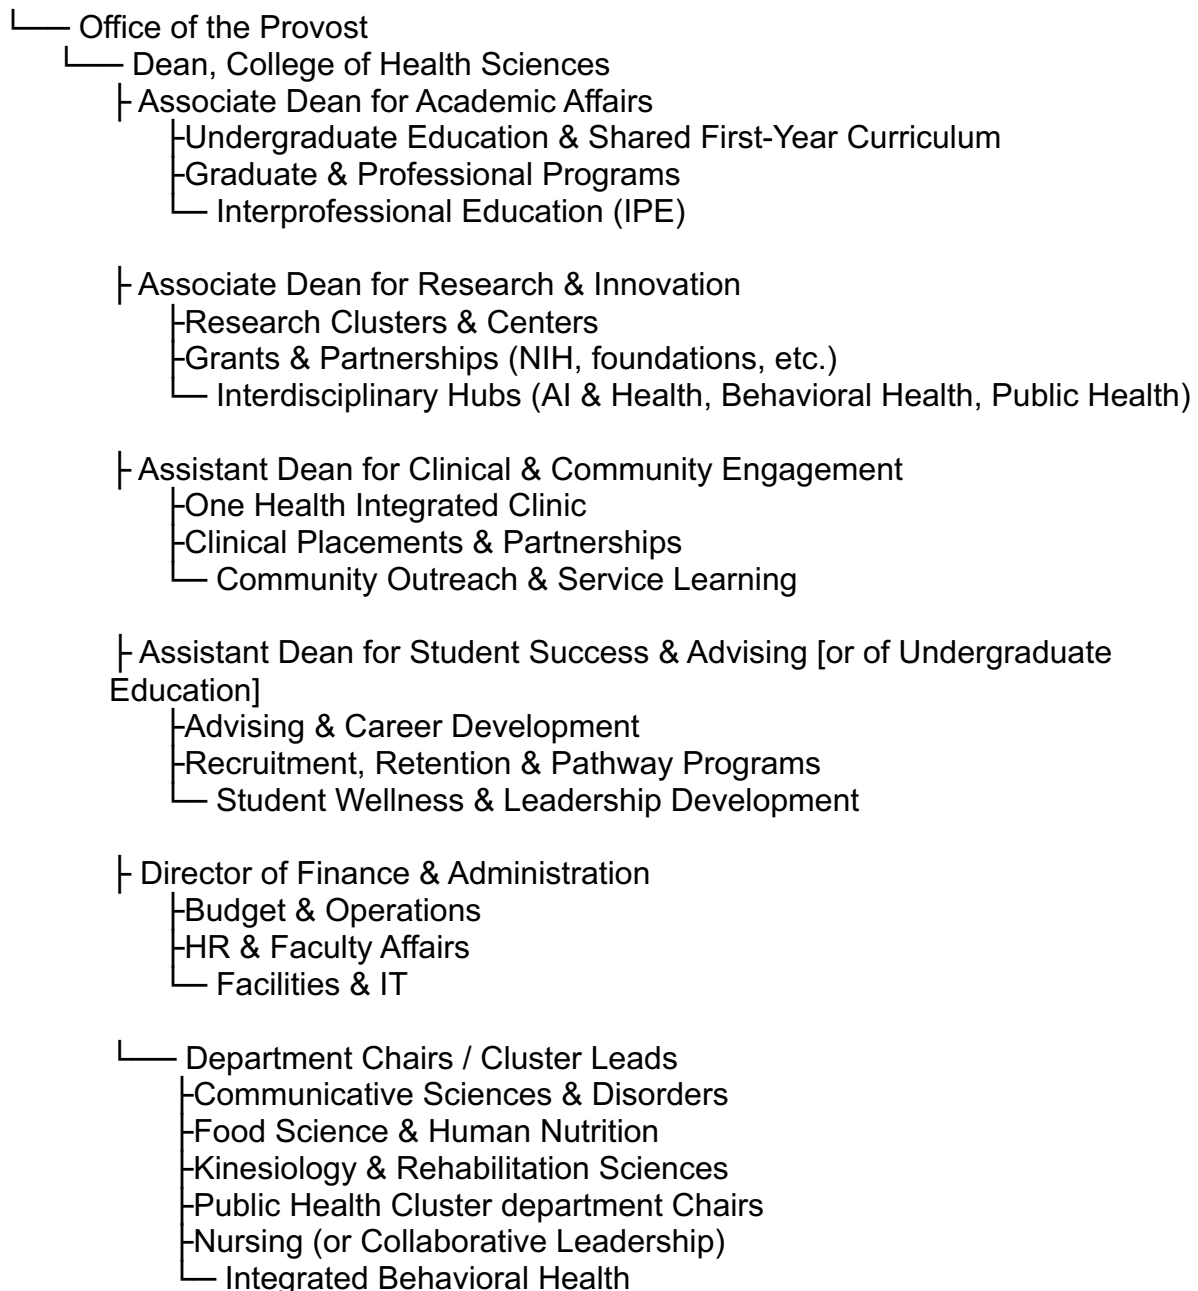 └── Office of the Provost
└── Dean, College of Health Sciences
├ Associate Dean for Academic Affairs
├Undergraduate Education & Shared First-Year Curriculum
├Graduate & Professional Programs
└─ Interprofessional Education (IPE)
├ Associate Dean for Research & Innovation
├Research Clusters & Centers
├Grants & Partnerships (NIH, foundations, etc.)
└─ Interdisciplinary Hubs (AI & Health, Behavioral Health, Public Health)
├ Assistant Dean for Clinical & Community Engagement
├One Health Integrated Clinic
├Clinical Placements & Partnerships
└─ Community Outreach & Service Learning
├ Assistant Dean for Student Success & Advising [or of Undergraduate
Education]
├Advising & Career Development
├Recruitment, Retention & Pathway Programs
└─ Student Wellness & Leadership Development
├ Director of Finance & Administration
├Budget & Operations
├HR & Faculty Affairs
└─ Facilities & IT
└── Department Chairs / Cluster Leads
├Communicative Sciences & Disorders
├Food Science & Human Nutrition
├Kinesiology & Rehabilitation Sciences
├Public Health Cluster department Chairs
├Nursing (or Collaborative Leadership)
└─ Integrated Behavioral Health